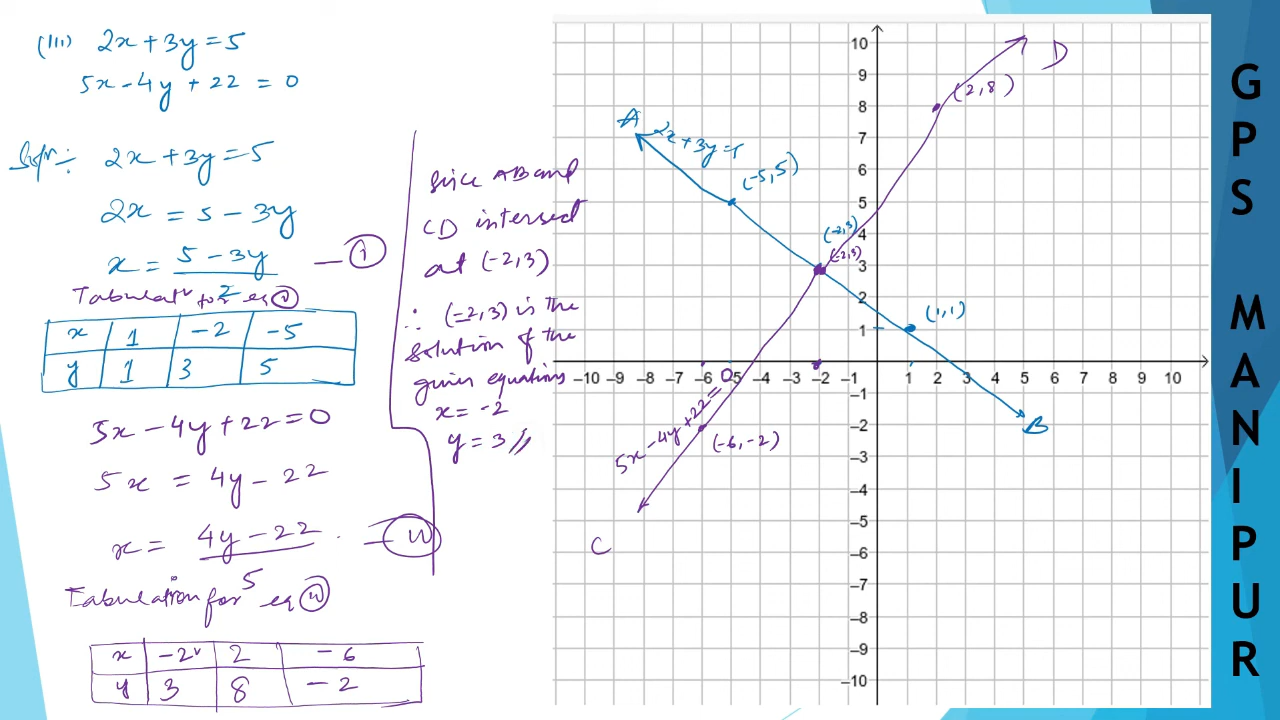 (III) 2x + 3y = 5
5x - 4y + 22 = 0
Soln :- 2x + 3y = 5
2x = 5 - 3y
x = 5 - 3y / 2 — (i)
Tabulatn for eq (i)
x | 1 | -2 | -5
y | 1 | 3 | 5
5x - 4y + 22 = 0
5x = 4y - 22
x = 4y - 22 / 5 — (ii)
Tabulation for eq (ii)
x | -2 | 2 | -6
y | 3 | 8 | -2
Since AB and
CD intersect
at (-2,3)
∴ (-2,3) is the
solution of the
given equations
x = -2
y = 3 //
A
2x + 3y = 5
(-5,5)
(-2,3)
(-2,3)
(1,1)
B
D
(2,8)
5x - 4y + 22 = 0
(-6,-2)
C
10
9
8
7
6
5
4
3
2
1
-10 -9 -8 -7 -6 -5 -4 -3 -2 -1 1 2 3 4 5 6 7 8 9 10
-1
-2
-3
-4
-5
-6
-7
-8
-9
-10
GPS
MANIPUR